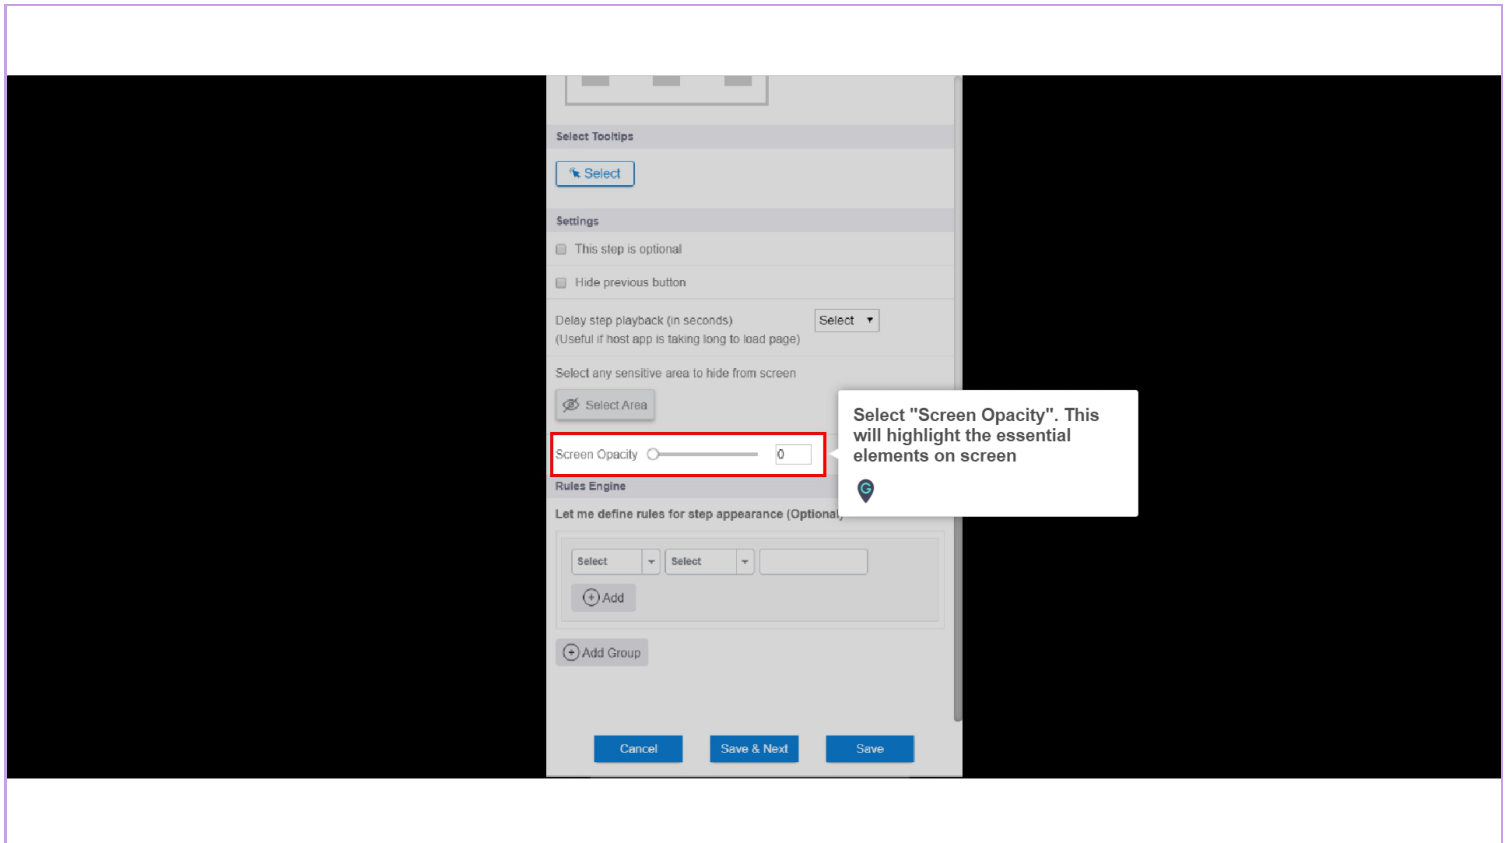 Select Tooltips
Select
Settings
This step is optional
Hide previous button
Delay step playback (in seconds)
Select
(Useful if host app is taking long to load page)
Select any sensitive area to hide from screen
Select Area
Select "Screen Opacity". This
will highlight the essential
elements on screen
G
Screen Opacity 0
Rules Engine
Let me define rules for step appearance (Optional)
Select Select
Add
Add Group
Cancel Save & Next Save